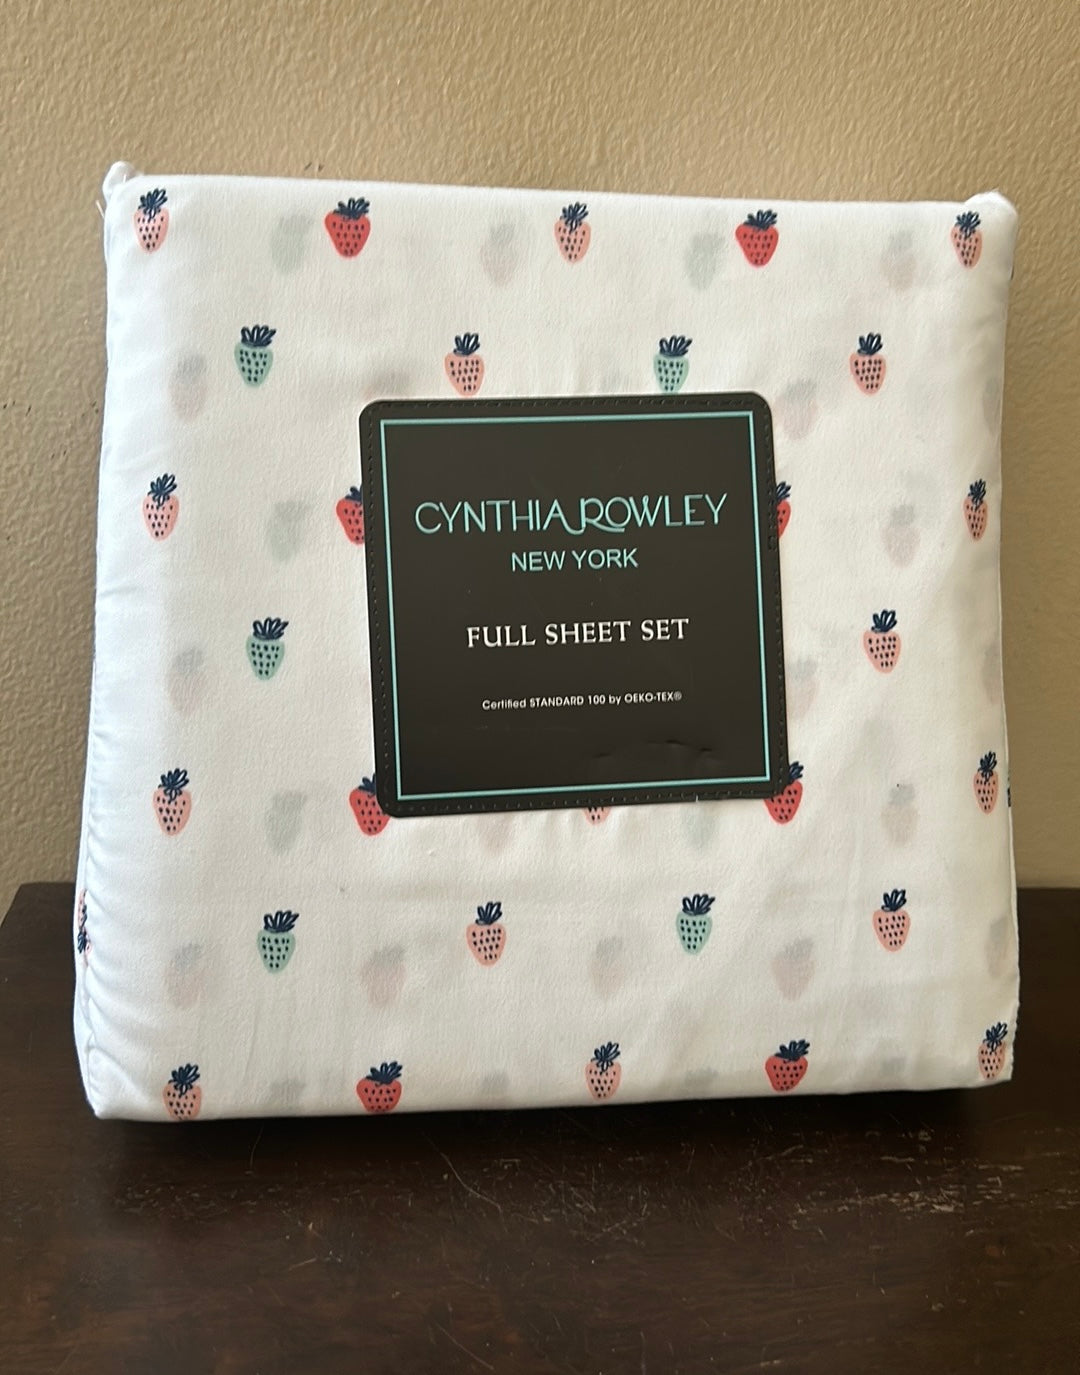 CYNTHIA ROWLEY
NEW YORK
FULL SHEET SET
Certified STANDARD 100 by OEKO-TEX®